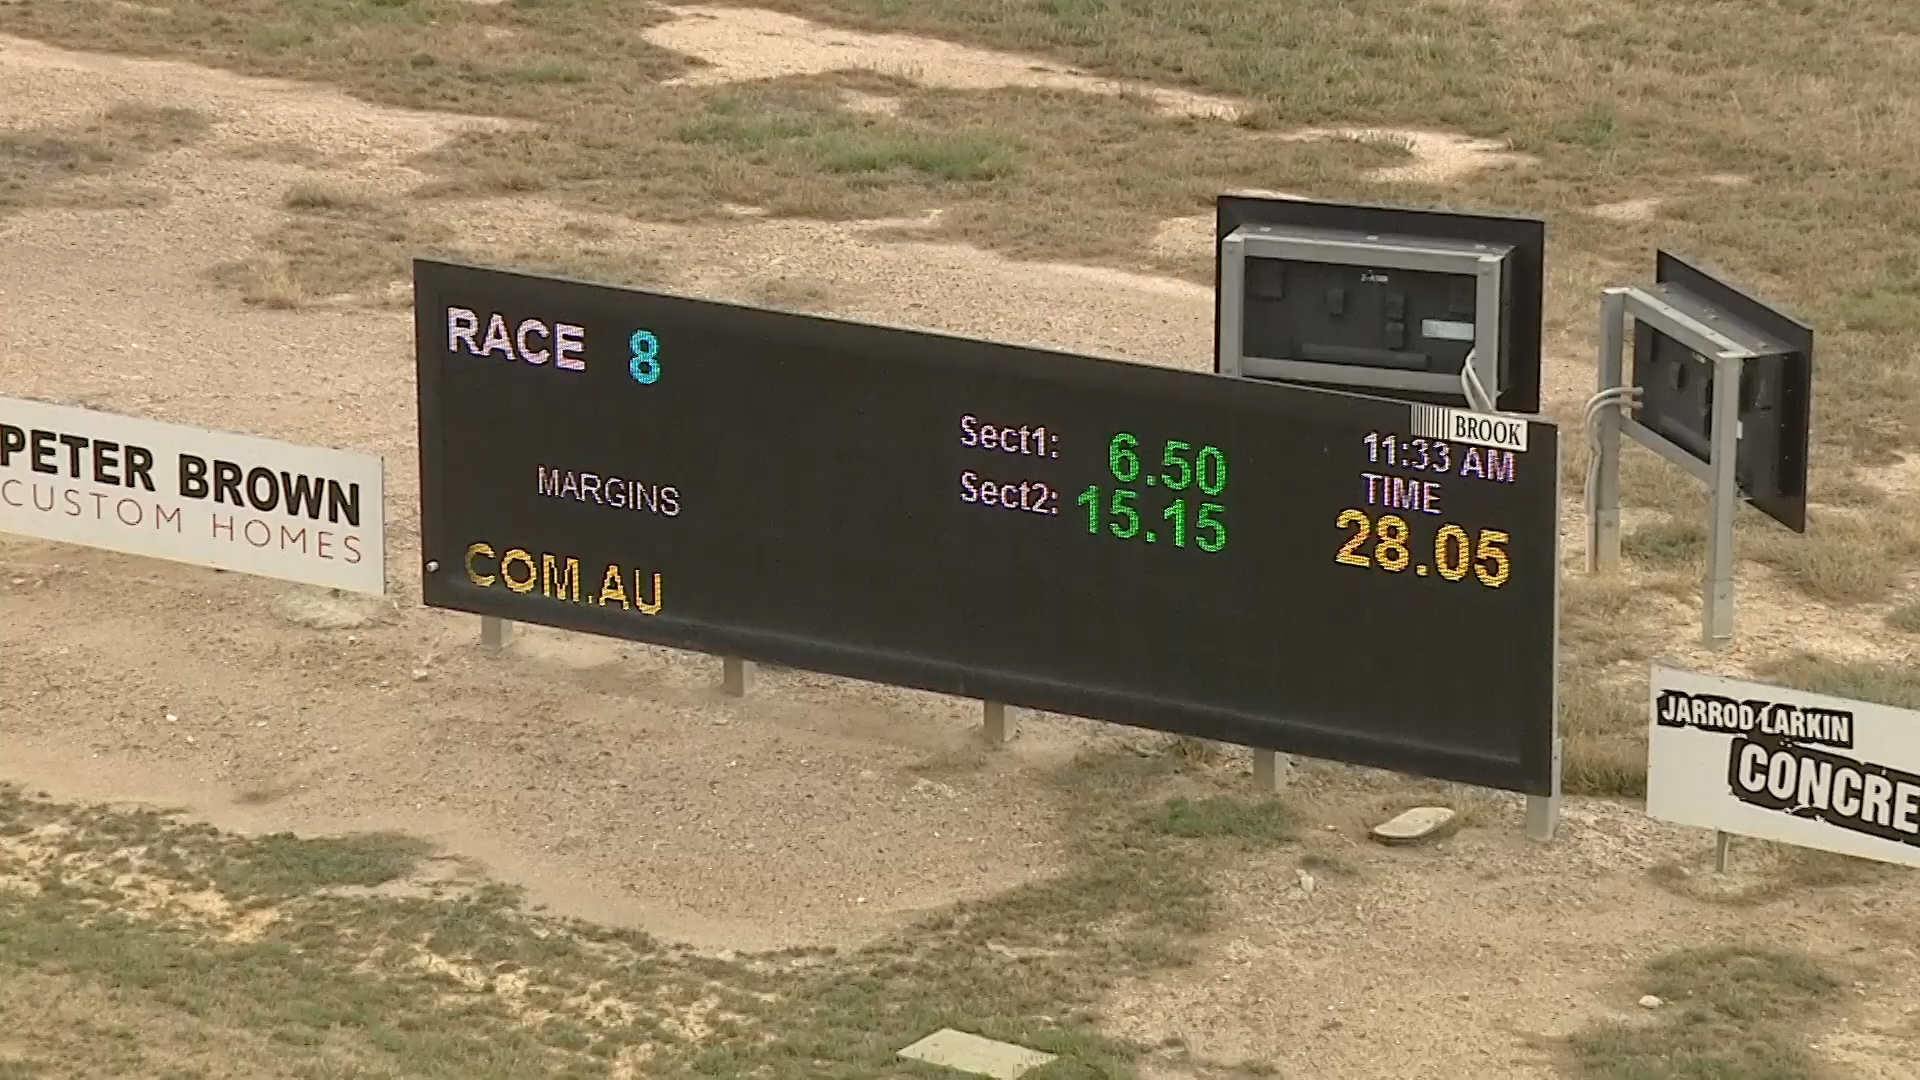 RACE 8
BROOK
Sect1: 6.50
11:33 AM
MARGINS
Sect2: 15.15
TIME
28.05
COM.AU
PETER BROWN
CUSTOM HOMES
JARROD LARKIN
CONCRE